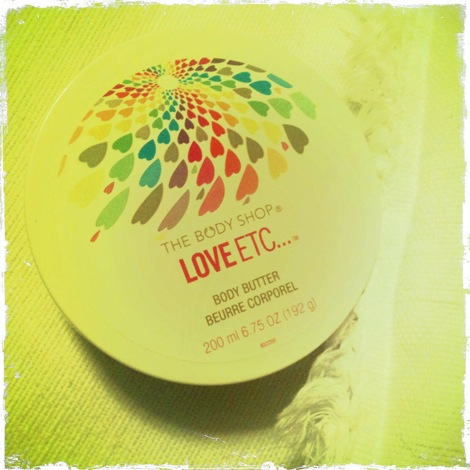 THE BODY SHOP®
LOVE ETC...™
BODY BUTTER
BEURRE CORPOREL
200 ml 6.75 OZ (192 g)